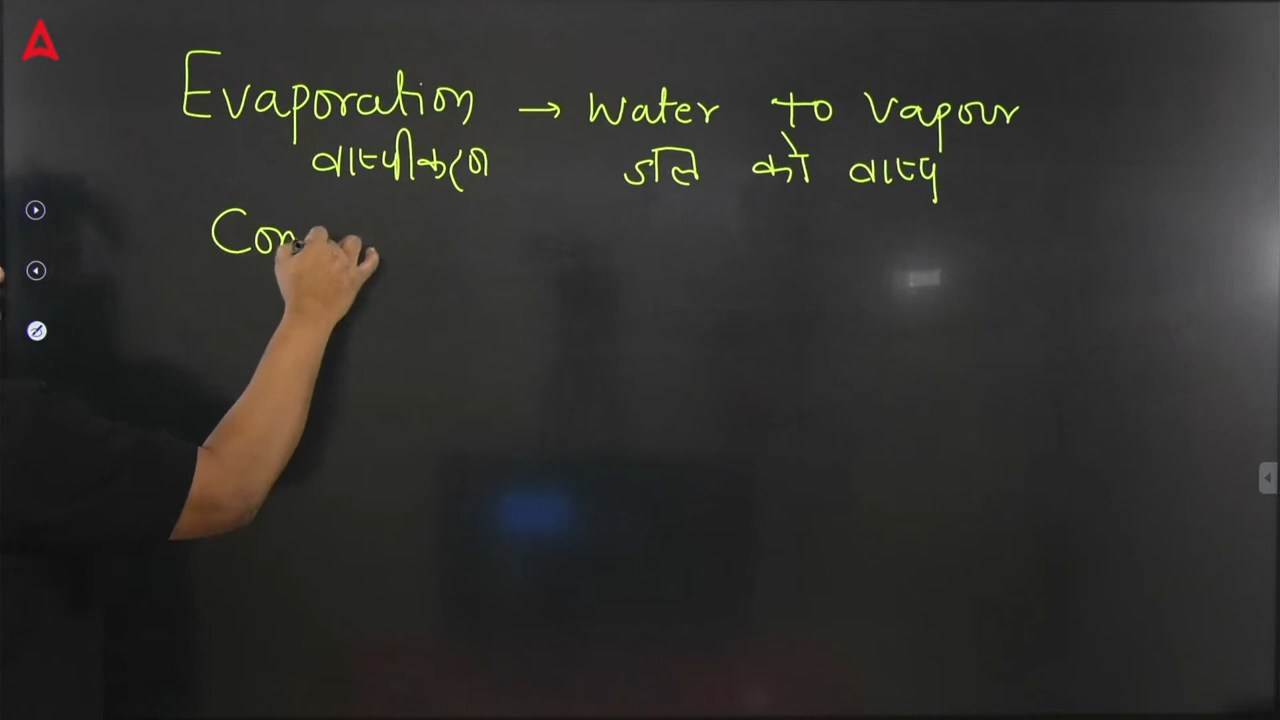 Evaporation → Water to Vapour
वाष्पीकरण जल को वाष्प
Con